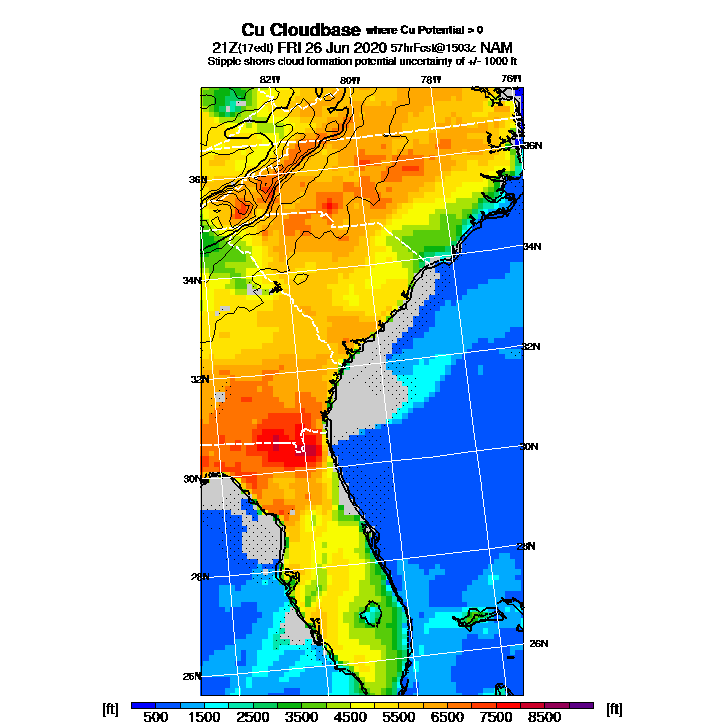 Cu Cloudbase where Cu Potential > 0
21Z(17edt) FRI 26 Jun 2020 57hrFcst@1503z NAM
Stipple shows cloud formation potential uncertainty of +/- 1000 ft
82W 80W 78W 76W
36N
36N
34N
34N
32N
32N
30N
30N
28N
28N
26N
26N
[ft] 500 1500 2500 3500 4500 5500 6500 7500 8500 [ft]